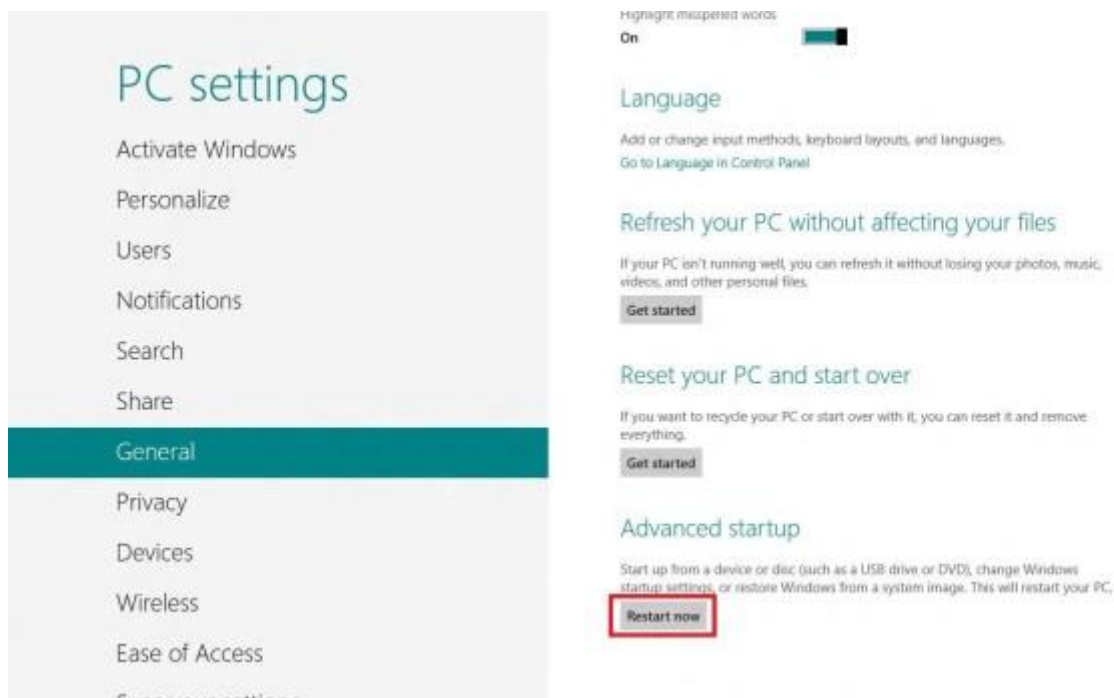 PC settings
Activate Windows
Personalize
Users
Notifications
Search
Share
General
Privacy
Devices
Wireless
Ease of Access
Highlight misspelled words
On
Language
Add or change input methods, keyboard layouts, and languages.
Go to Language in Control Panel
Refresh your PC without affecting your files
If your PC isn't running well, you can refresh it without losing your photos, music,
videos, and other personal files.
Get started
Reset your PC and start over
If you want to recycle your PC or start over with it, you can reset it and remove
everything.
Get started
Advanced startup
Start up from a device or disc (such as a USB drive or DVD), change Windows
startup settings, or restore Windows from a system image. This will restart your PC.
Restart now